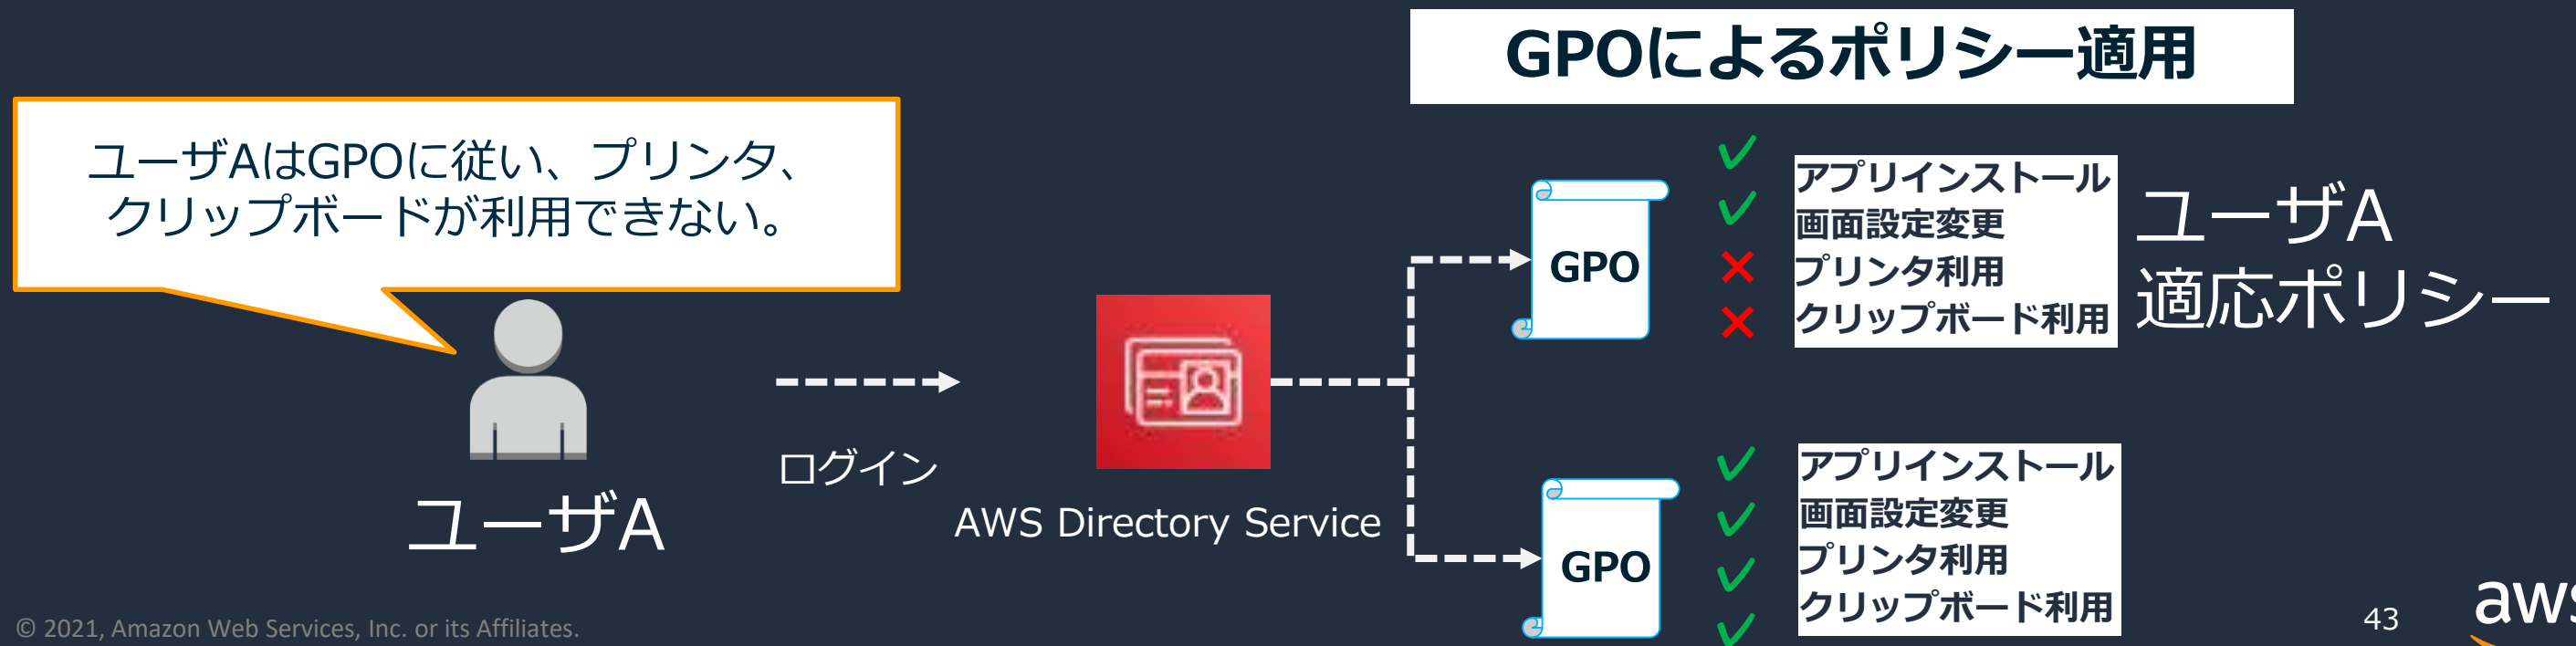 GPOによるポリシー適用
ユーザAはGPOに従い、プリンタ、
クリップボードが利用できない。
ユーザA
ログイン
AWS Directory Service
GPO
アプリインストール
画面設定変更
プリンタ利用
クリップボード利用
ユーザA
適応ポリシー
GPO
アプリインストール
画面設定変更
プリンタ利用
クリップボード利用
© 2021, Amazon Web Services, Inc. or its Affiliates.
43
aws